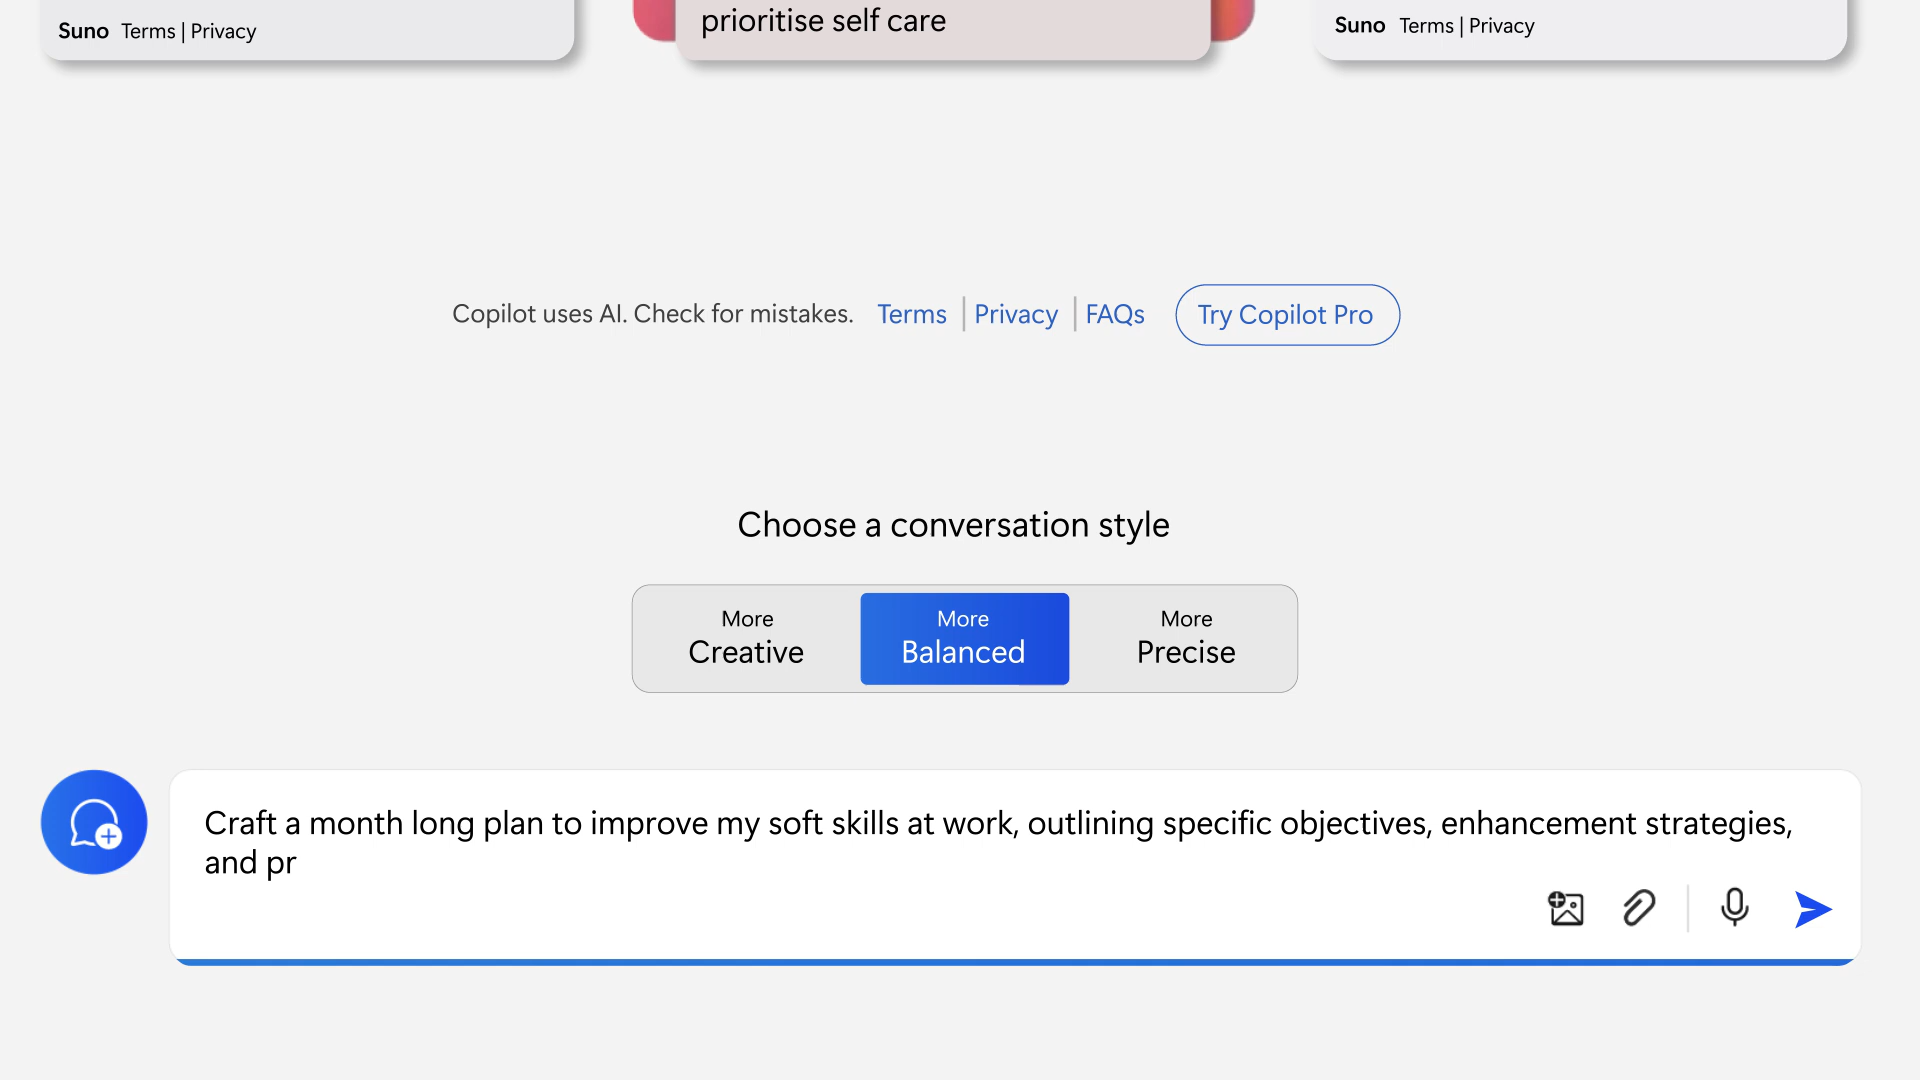 Suno Terms | Privacy
prioritise self care
Suno Terms | Privacy
Copilot uses AI. Check for mistakes. Terms | Privacy | FAQs Try Copilot Pro
Choose a conversation style
More Creative
More Balanced
More Precise
Craft a month long plan to improve my soft skills at work, outlining specific objectives, enhancement strategies,
and pr